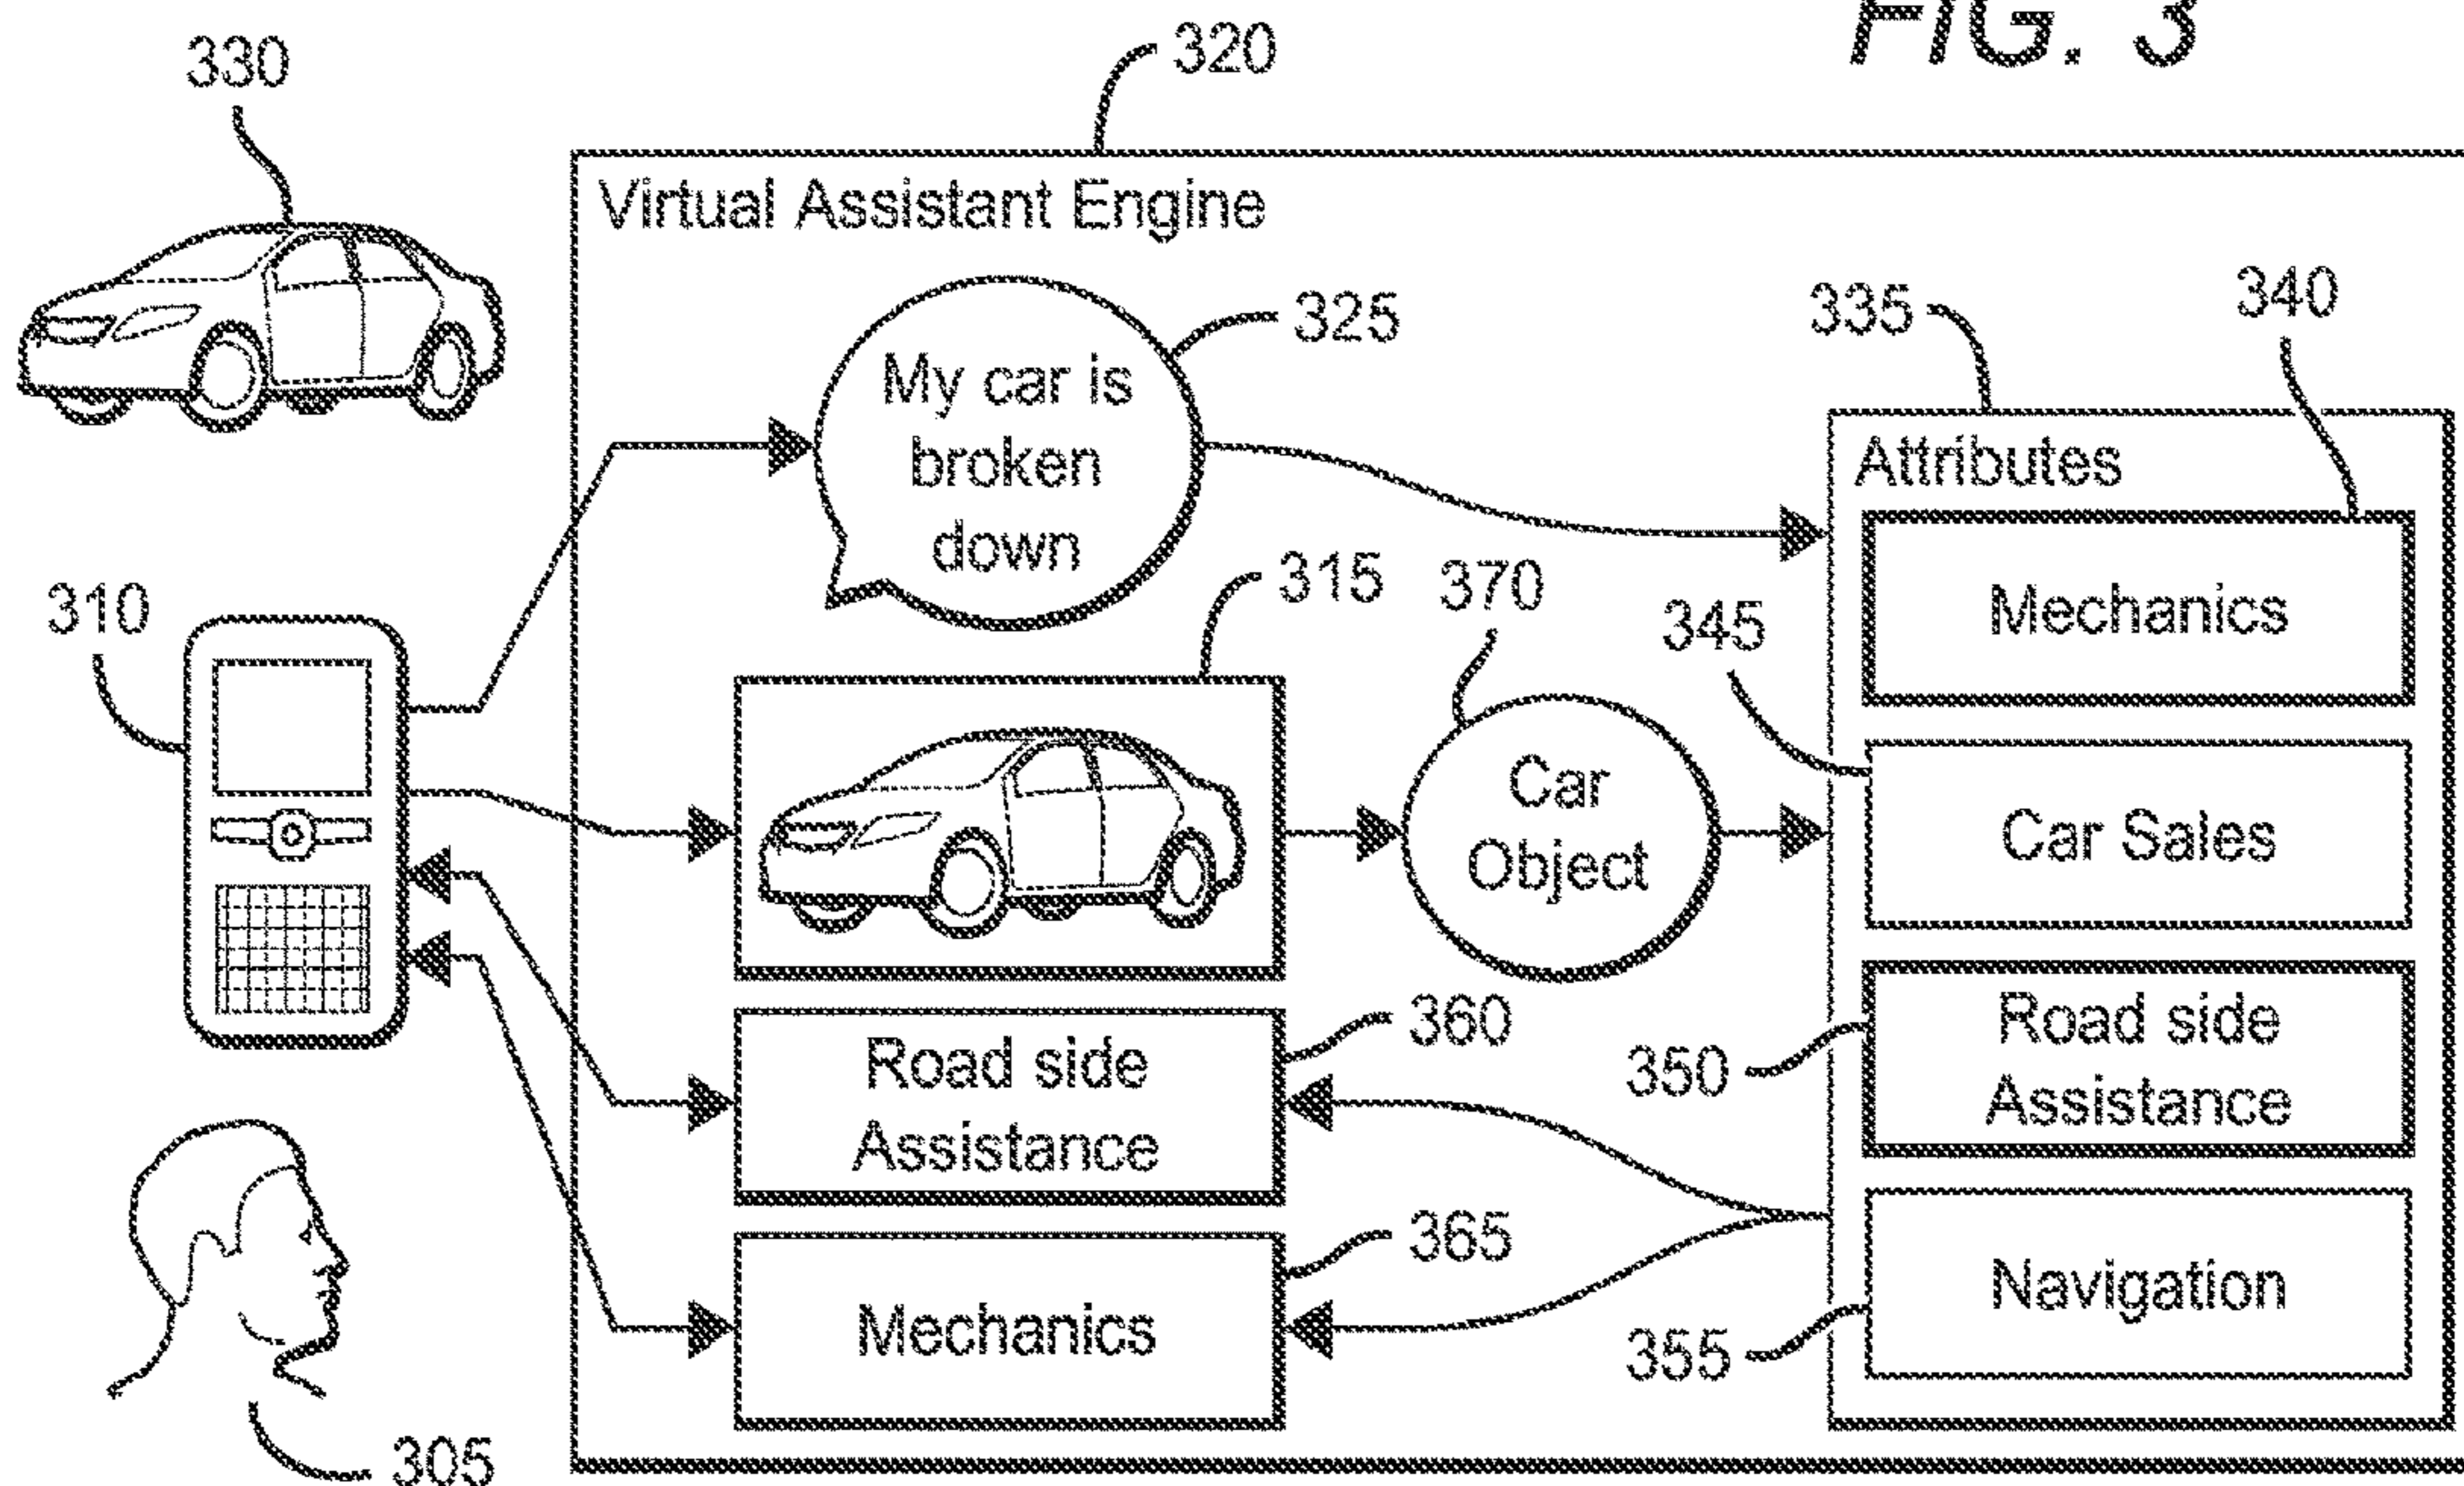 FIG. 3
330
320
Virtual Assistant Engine
325
My car is
broken
down
335
340
Attributes
Mechanics
310
315
370
345
Car
Object
Car Sales
360
Road side
Assistance
350
Road side
Assistance
365
Mechanics
355
Navigation
305